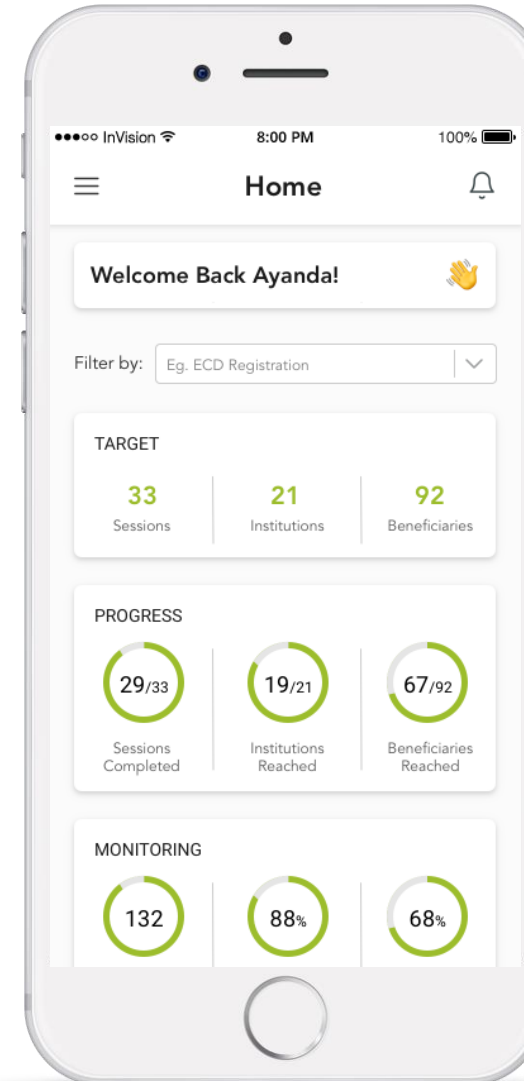 ●●●○○ InVision 8:00 PM 100%
Home
Welcome Back Ayanda! 👋
Filter by: Eg. ECD Registration
TARGET
33 21 92
Sessions Institutions Beneficiaries
PROGRESS
29/33 19/21 67/92
Sessions Institutions Beneficiaries
Completed Reached Reached
MONITORING
132 88% 68%